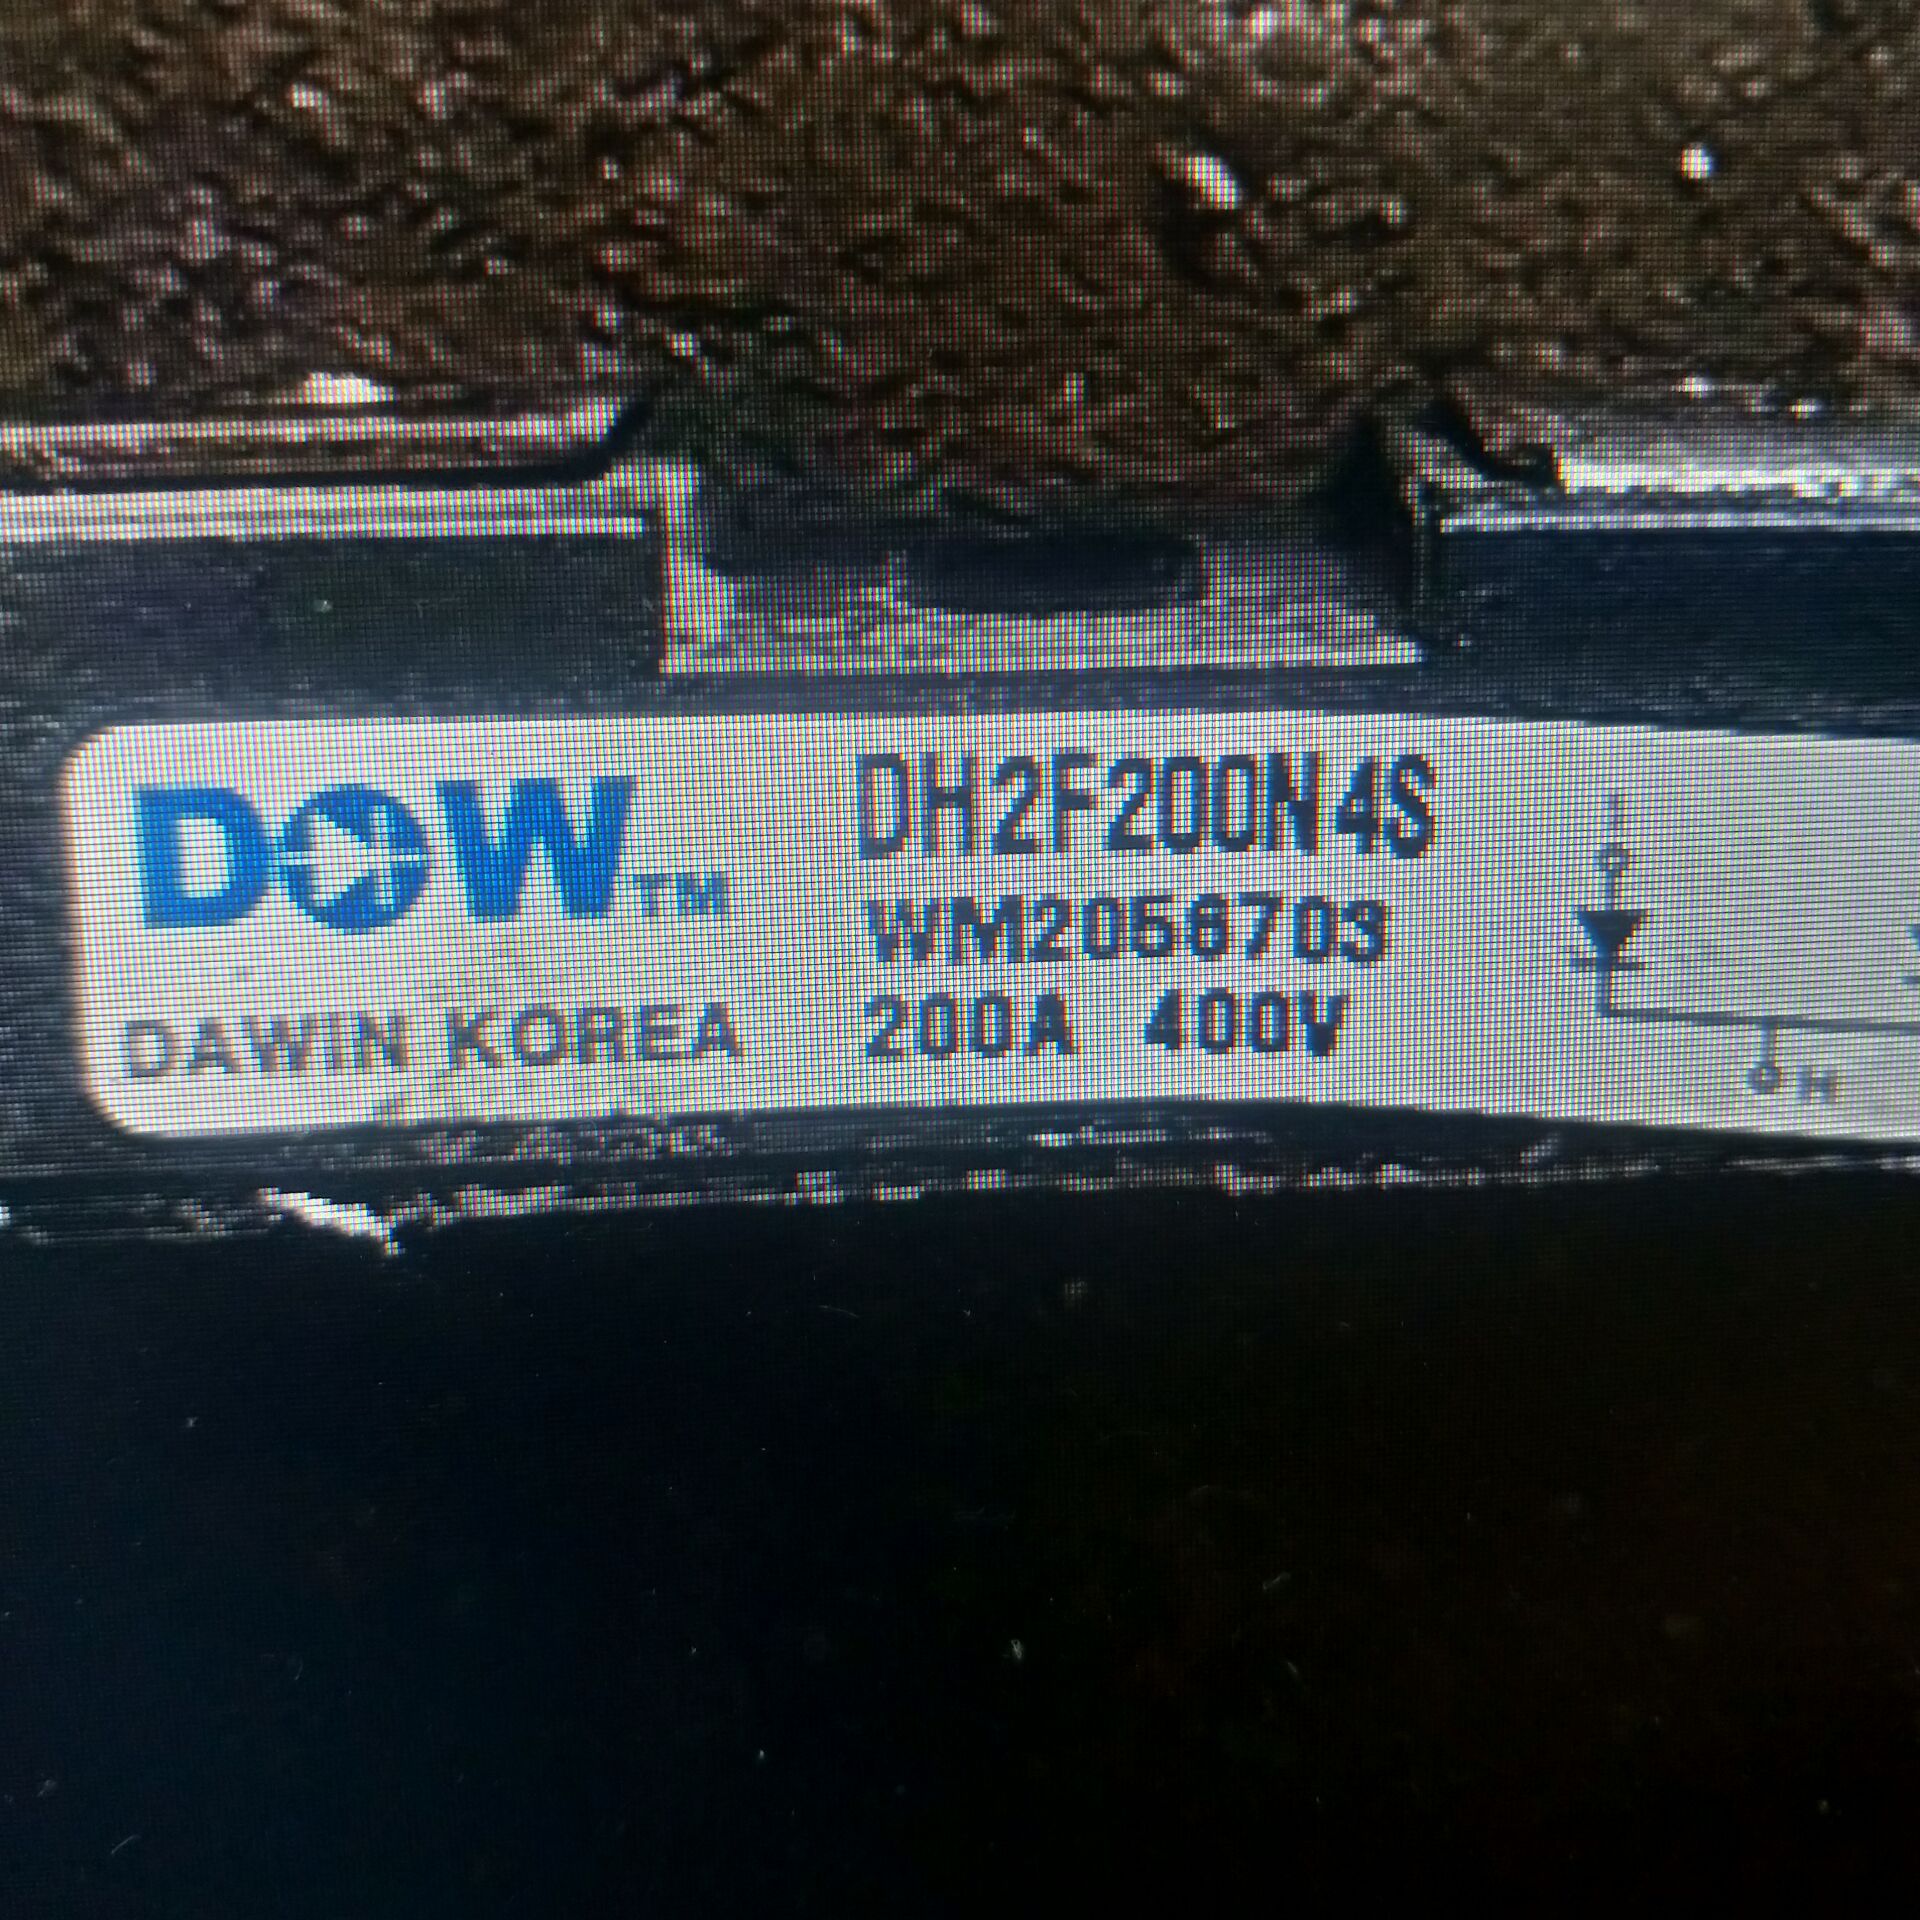 DAWIN KOREA
DH2F200N4S
WM2056703
200A 400V
H
DOW™